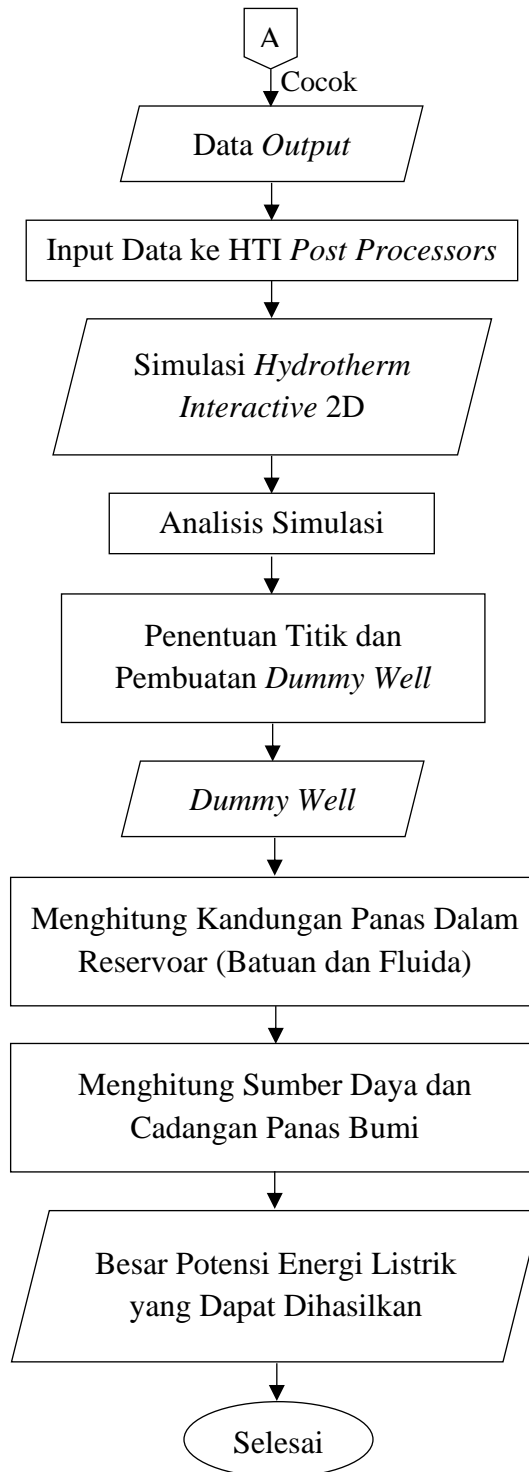 A
Cocok
Data Output
Input Data ke HTI Post Processors
Simulasi Hydrotherm
Interactive 2D
Analisis Simulasi
Penentuan Titik dan
Pembuatan Dummy Well
Dummy Well
Menghitung Kandungan Panas Dalam
Reservoar (Batuan dan Fluida)
Menghitung Sumber Daya dan
Cadangan Panas Bumi
Besar Potensi Energi Listrik
yang Dapat Dihasilkan
Selesai